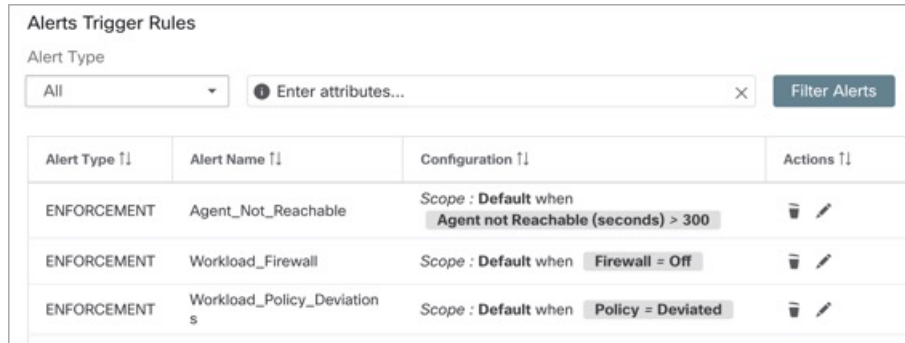 Alerts Trigger Rules
Alert Type
All
Enter attributes...
Filter Alerts
Alert Type Alert Name Configuration Actions
ENFORCEMENT Agent_Not_Reachable Scope : Default when
Agent not Reachable (seconds) > 300
ENFORCEMENT Workload_Firewall Scope : Default when Firewall = Off
ENFORCEMENT Workload_Policy_Deviation
s Scope : Default when Policy = Deviated